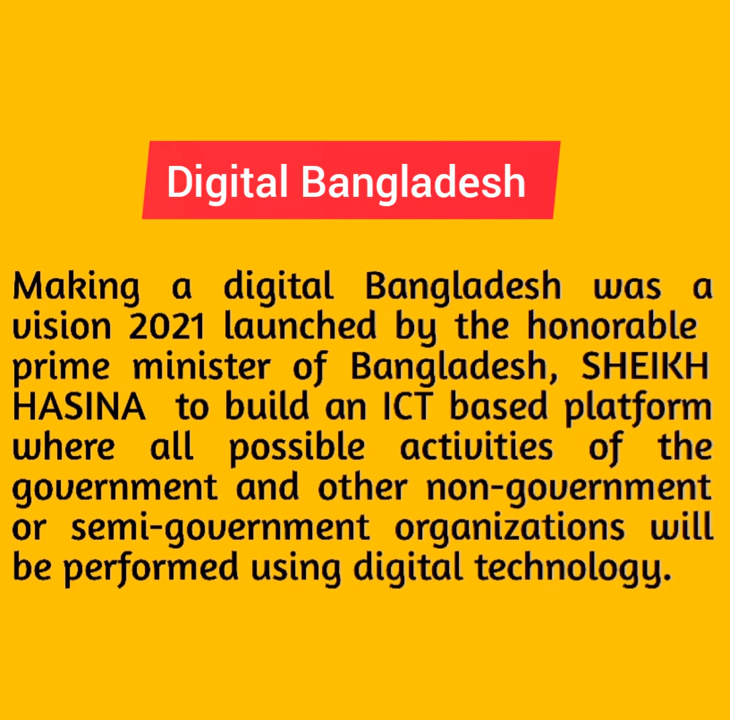 Digital Bangladesh
Making a digital Bangladesh was a
vision 2021 launched by the honorable
prime minister of Bangladesh, SHEIKH
HASINA to build an ICT based platform
where all possible activities of the
government and other non-government
or semi-government organizations will
be performed using digital technology.